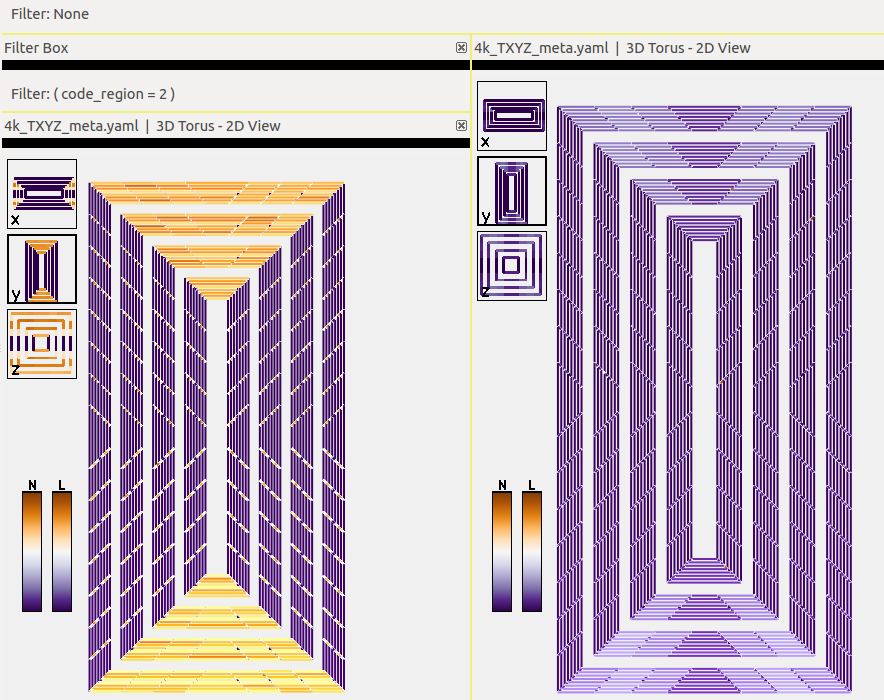 Filter: None
Filter Box
Filter: ( code_region = 2 )
4k_TXYZ_meta.yaml | 3D Torus - 2D View
X
y
Z
N L
4k_TXYZ_meta.yaml | 3D Torus - 2D View
X
y
Z
N L